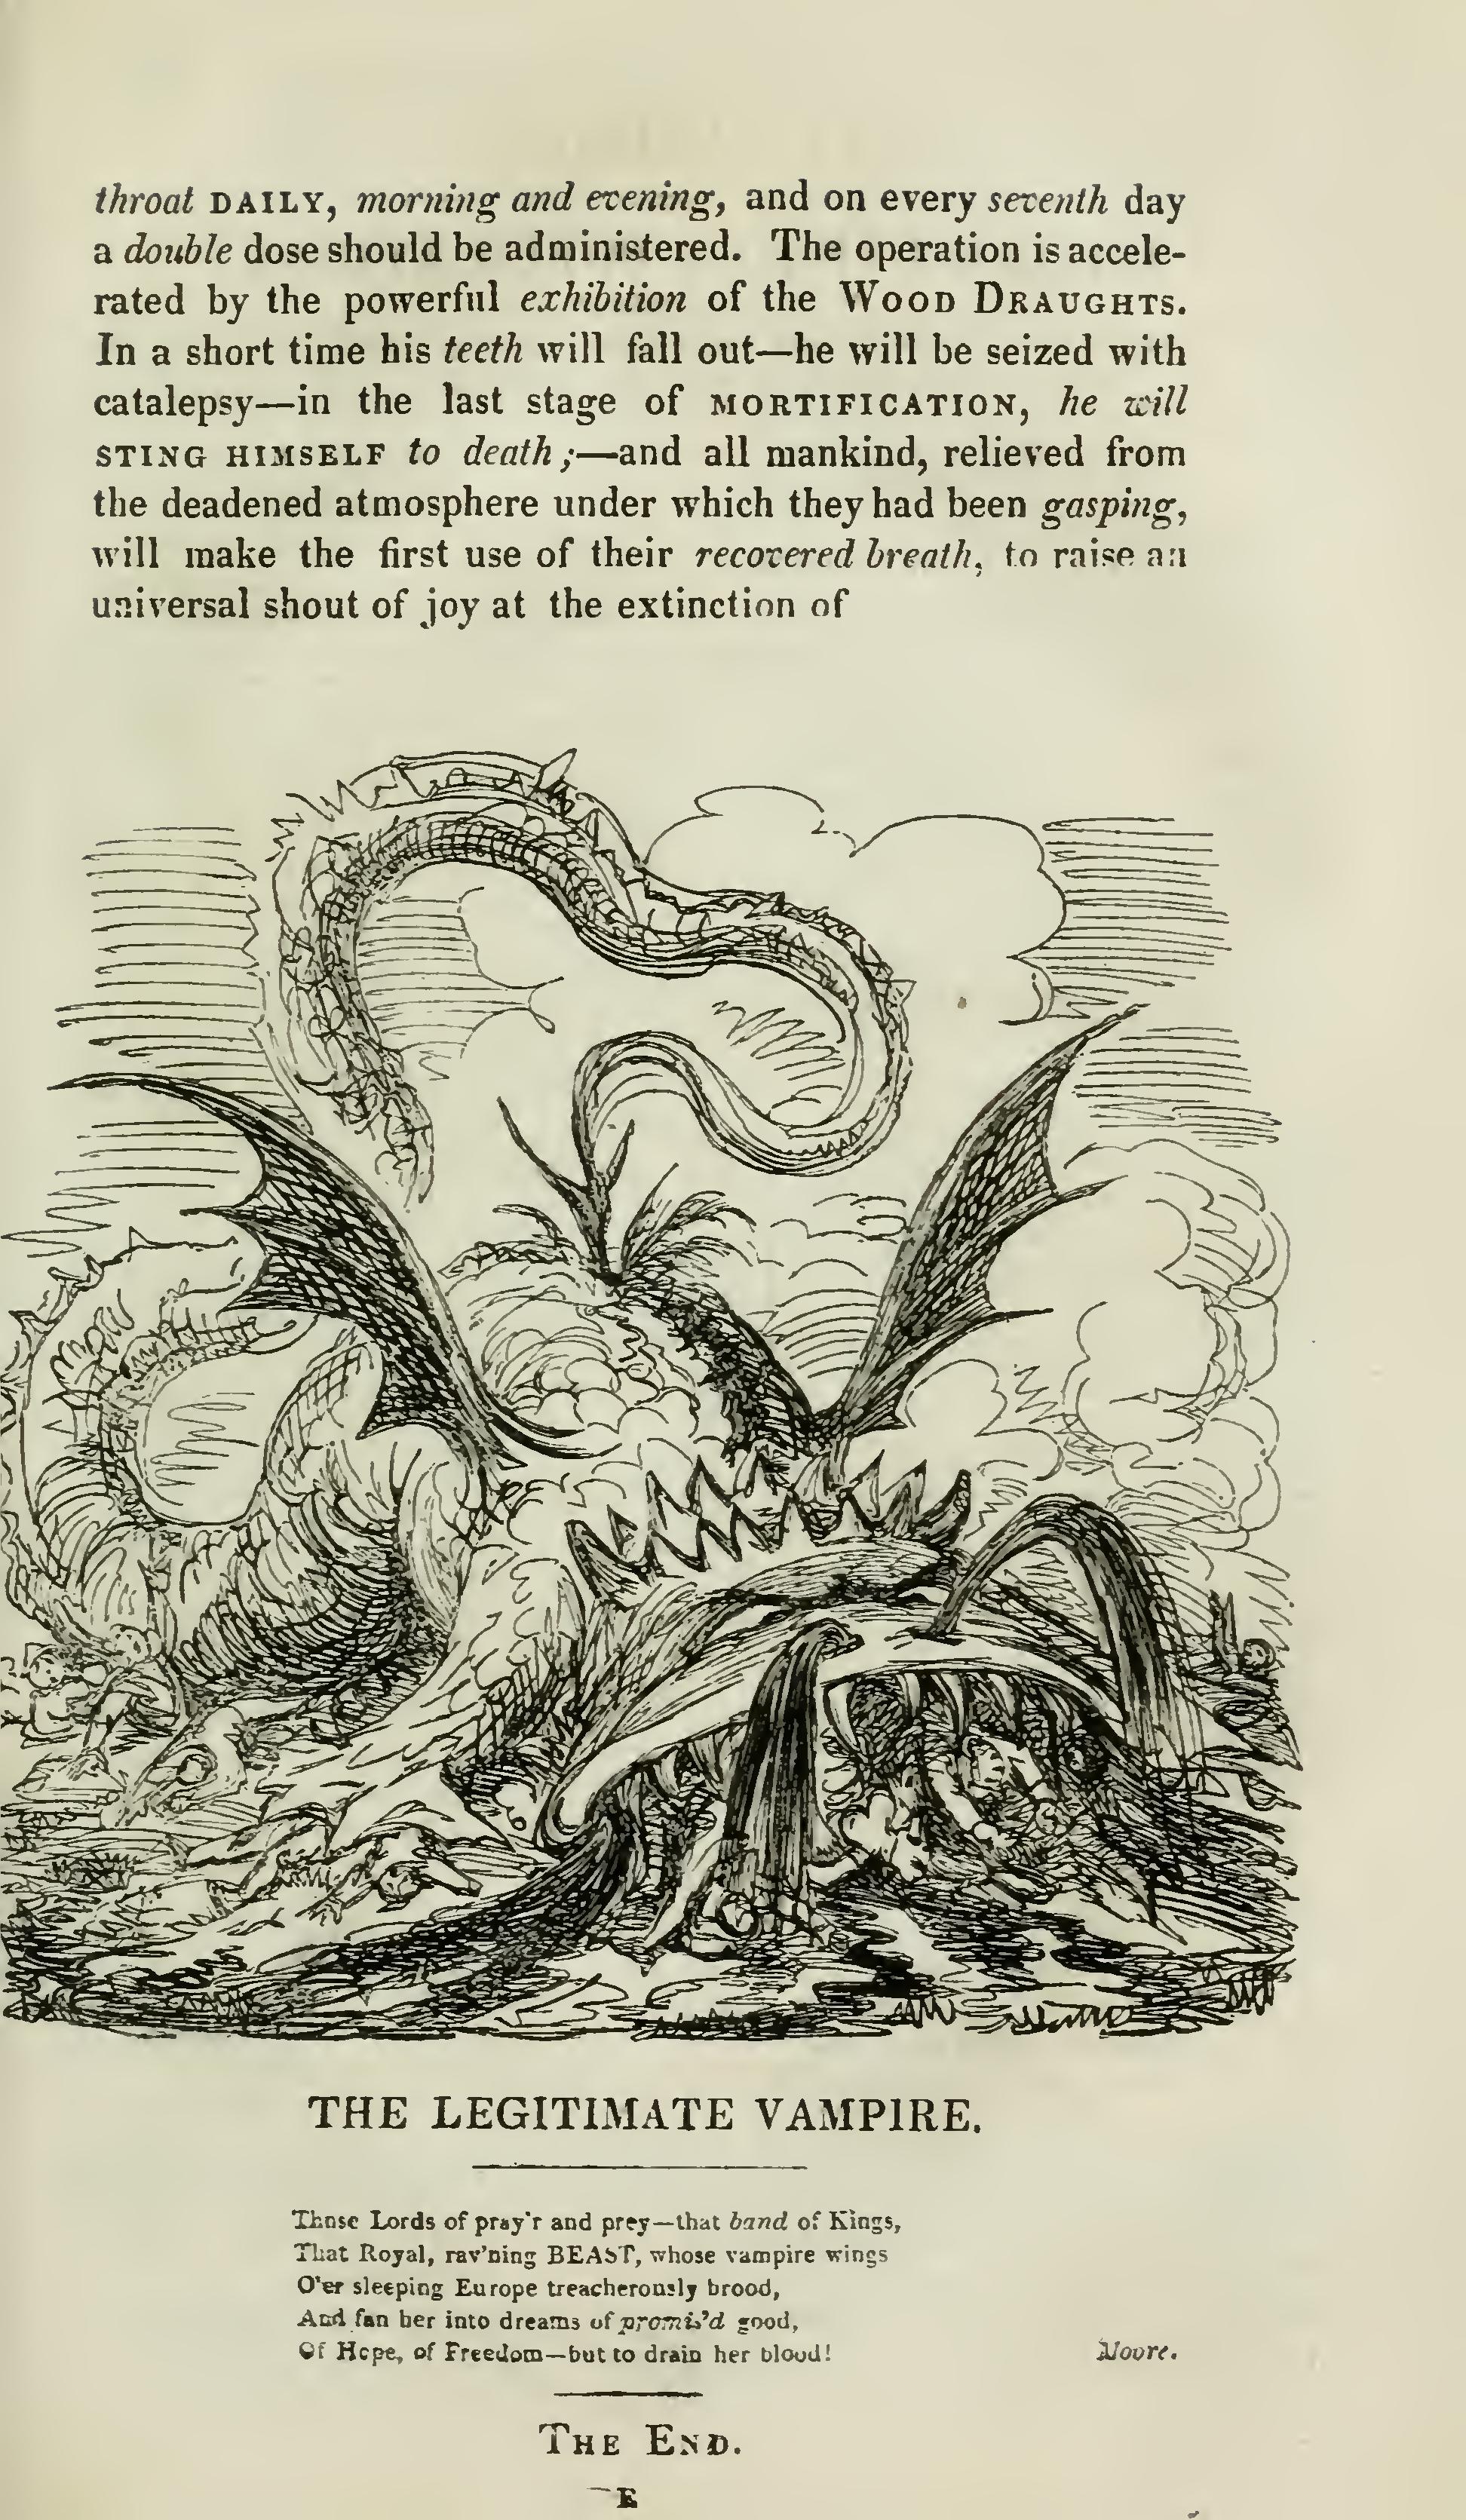 throat DAILY, morning and evening, and on every seventh day
a double dose should be administered. The operation is accele-
rated by the powerful exhibition of the WOOD DRAUGHTS.
In a short time his teeth will fall out—he will be seized with
catalepsy—in the last stage of MORTIFICATION, he will
STING HIMSELF to death;—and all mankind, relieved from
the deadened atmosphere under which they had been gasping,
will make the first use of their recovered breath, to raise an
universal shout of joy at the extinction of
THE LEGITIMATE VAMPIRE.
Those Lords of pray'r and prey—that band of Kings,
That Royal, rav'ning BEAST, whose vampire wings
O'er sleeping Europe treacherously brood,
And fan her into dreams of promis'd good,
Of Hope, of Freedom—but to drain her blood!
Moore.
THE END.
E